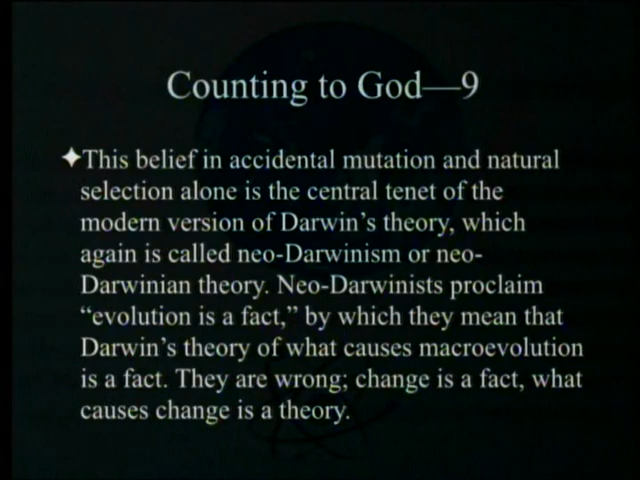 Counting to God—9
✦This belief in accidental mutation and natural
selection alone is the central tenet of the
modern version of Darwin's theory, which
again is called neo-Darwinism or neo-
Darwinian theory. Neo-Darwinists proclaim
“evolution is a fact,” by which they mean that
Darwin's theory of what causes macroevolution
is a fact. They are wrong; change is a fact, what
causes change is a theory.